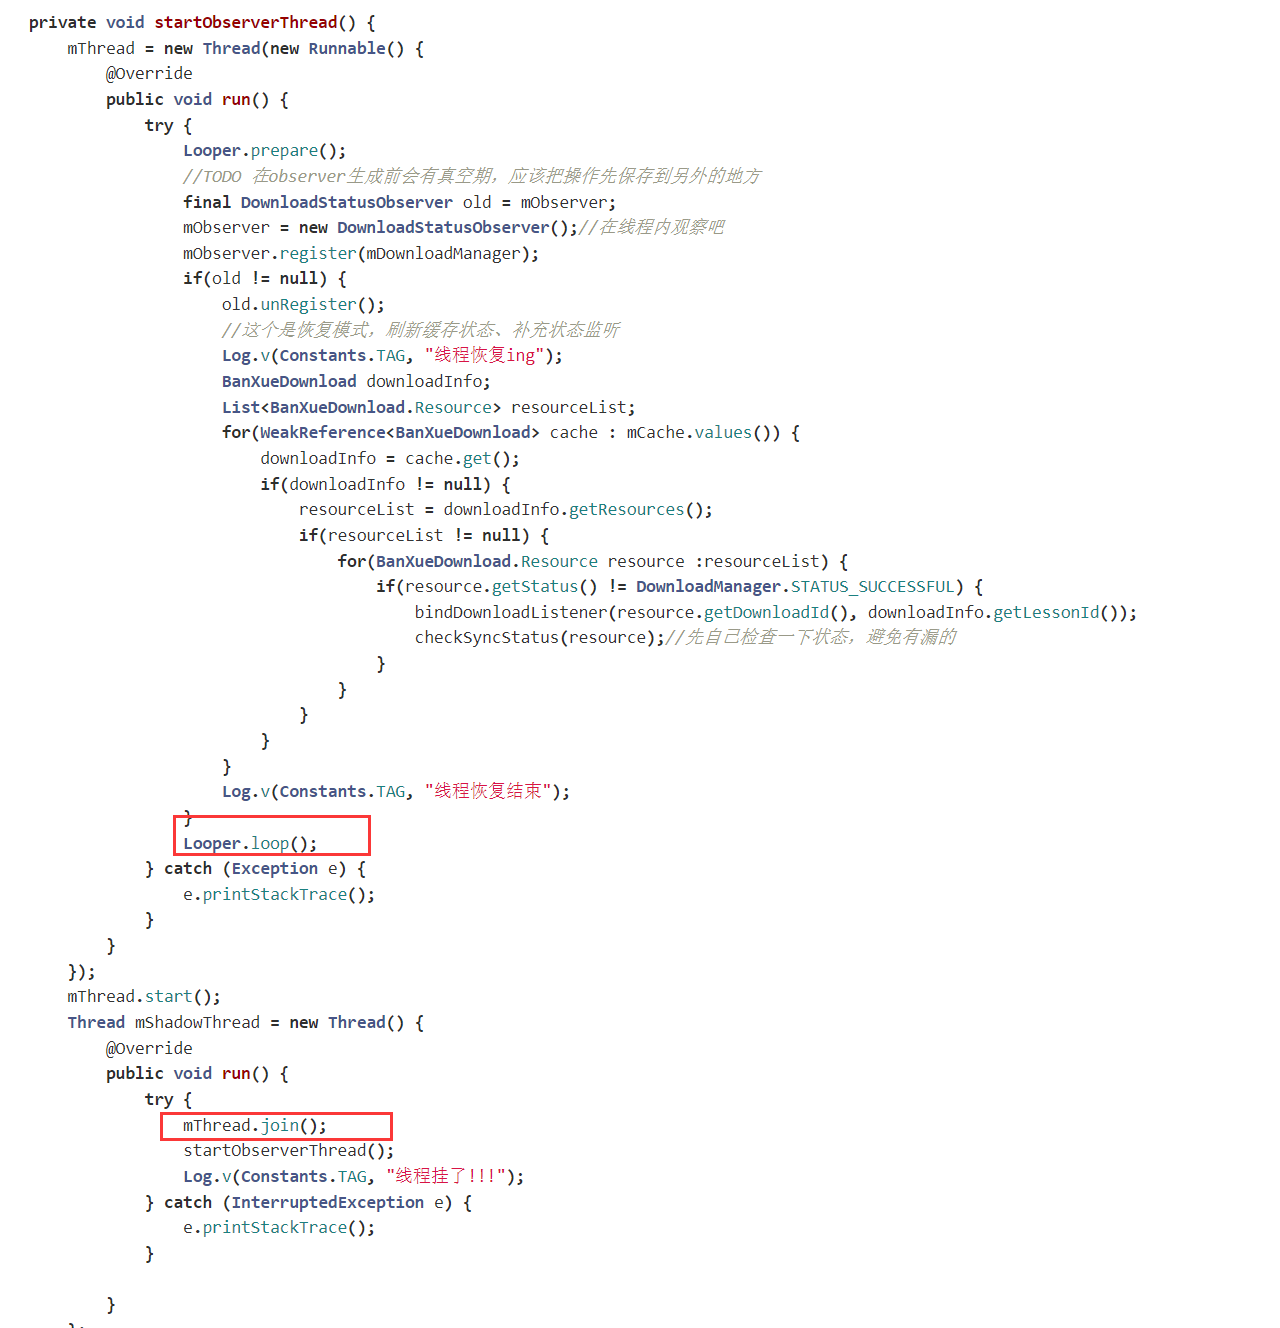 private void startObserverThread() {
mThread = new Thread(new Runnable() {
@Override
public void run() {
try {
Looper.prepare();
//TODO 在observer生成前会有真空期，应该把操作先保存到另外的地方
final DownloadStatusObserver old = mObserver;
mObserver = new DownloadStatusObserver();//在线程内观察吧
mObserver.register(mDownloadManager);
if(old != null) {
old.unRegister();
//这个是恢复模式，刷新缓存状态、补充状态监听
Log.v(Constants.TAG, "线程恢复ing");
BanXueDownload downloadInfo;
List<BanXueDownload.Resource> resourceList;
for(WeakReference<BanXueDownload> cache : mCache.values()) {
downloadInfo = cache.get();
if(downloadInfo != null) {
resourceList = downloadInfo.getResources();
if(resourceList != null) {
for(BanXueDownload.Resource resource :resourceList) {
if(resource.getStatus() != DownloadManager.STATUS_SUCCESSFUL) {
bindDownloadListener(resource.getDownloadId(), downloadInfo.getLessonId());
checkSyncStatus(resource);//先自己检查一下状态，避免有漏的
}
}
}
}
}
Log.v(Constants.TAG, "线程恢复结束");
}
Looper.loop();
} catch (Exception e) {
e.printStackTrace();
}
}
});
mThread.start();
Thread mShadowThread = new Thread() {
@Override
public void run() {
try {
mThread.join();
startObserverThread();
Log.v(Constants.TAG, "线程挂了!!!");
} catch (InterruptedException e) {
e.printStackTrace();
}
}